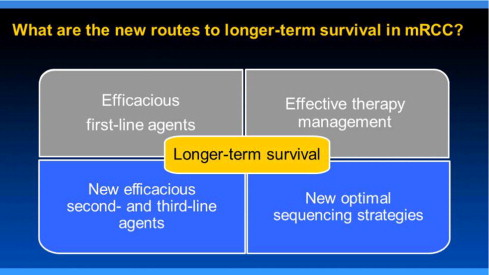 What are the new routes to longer-term survival in mRCC?
Efficacious
first-line agents
Effective therapy
management
Longer-term survival
New efficacious
second- and third-line
agents
New optimal
sequencing strategies